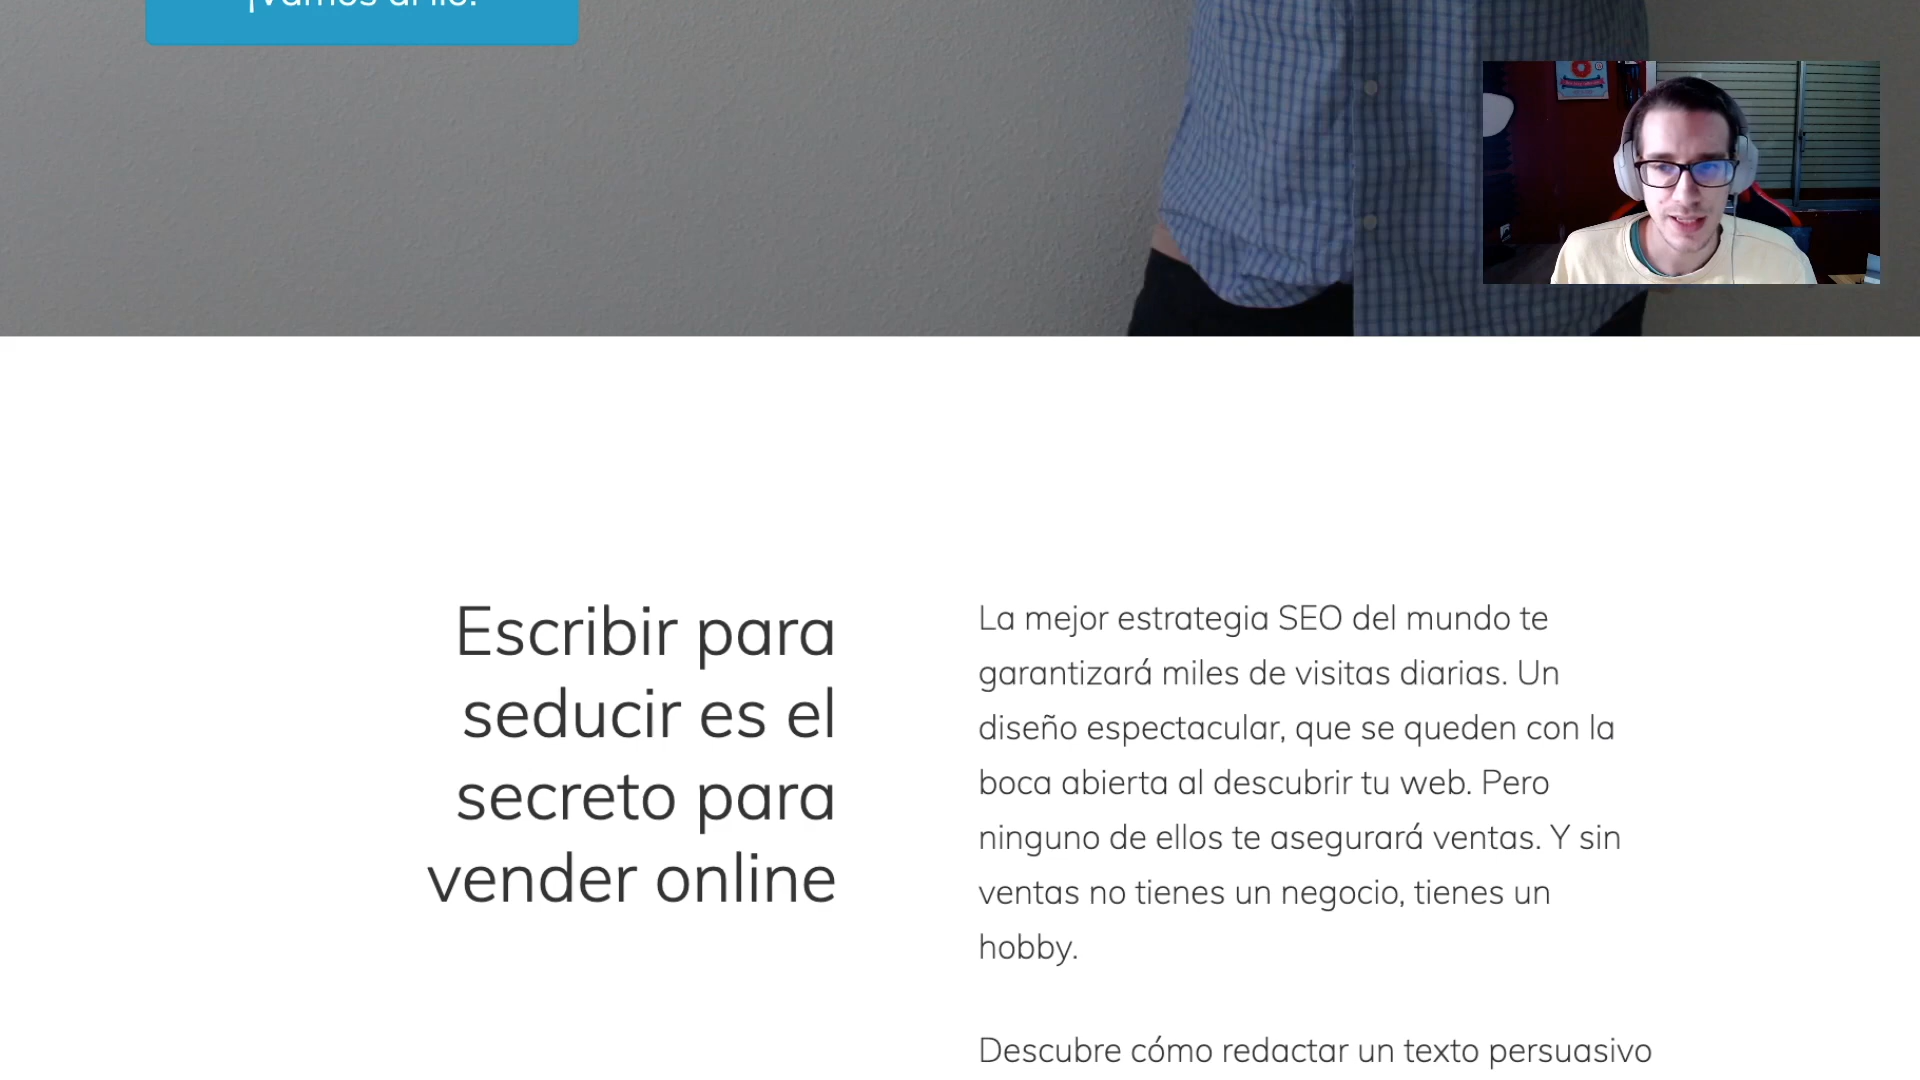 ¡Vamos al lío!
Escribir para
seducir es el
secreto para
vender online
La mejor estrategia SEO del mundo te
garantizará miles de visitas diarias. Un
diseño espectacular, que se queden con la
boca abierta al descubrir tu web. Pero
ninguno de ellos te asegurará ventas. Y sin
ventas no tienes un negocio, tienes un
hobby.
Descubre cómo redactar un texto persuasivo